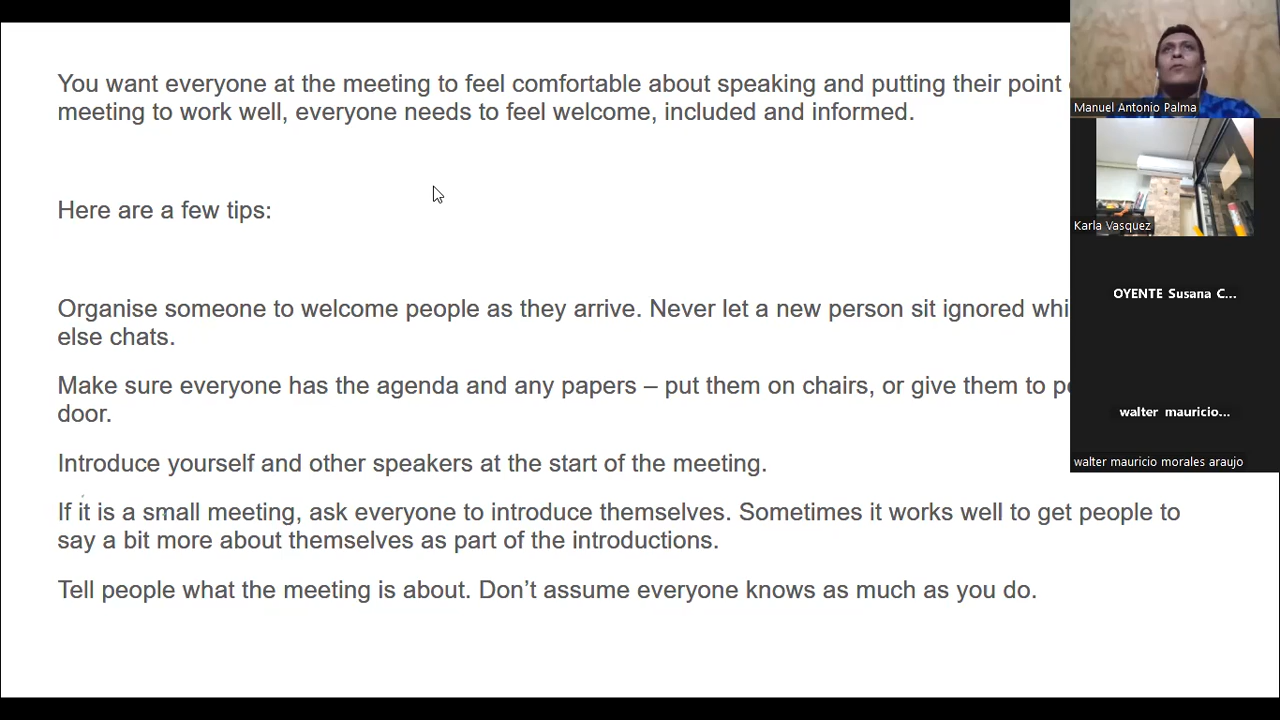 You want everyone at the meeting to feel comfortable about speaking and putting their point
meeting to work well, everyone needs to feel welcome, included and informed.
Here are a few tips:
Organise someone to welcome people as they arrive. Never let a new person sit ignored
else chats.
Make sure everyone has the agenda and any papers – put them on chairs, or give them to
door.
Introduce yourself and other speakers at the start of the meeting.
If it is a small meeting, ask everyone to introduce themselves. Sometimes it works well to get people to
say a bit more about themselves as part of the introductions.
Tell people what the meeting is about. Don’t assume everyone knows as much as you do.
Manuel Antonio Palma
Karla Vasquez
OYENTE Susana C...
walter mauricio...
walter mauricio morales araujo